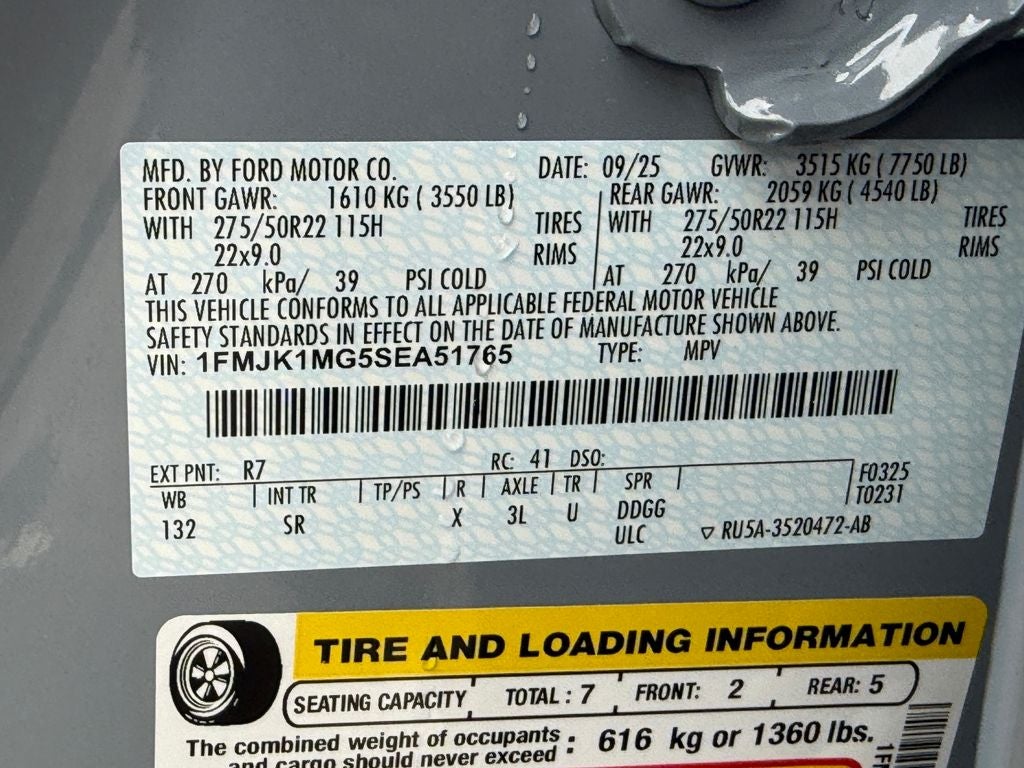 MFD. BY FORD MOTOR CO. DATE: 09/25 GVWR: 3515 KG ( 7750 LB)
FRONT GAWR: 1610 KG ( 3550 LB) REAR GAWR: 2059 KG ( 4540 LB)
WITH 275/50R22 115H TIRES WITH 275/50R22 115H TIRES
22x9.0 RIMS 22x9.0 RIMS
AT 270 kPa/ 39 PSI COLD AT 270 kPa/ 39 PSI COLD
THIS VEHICLE CONFORMS TO ALL APPLICABLE FEDERAL MOTOR VEHICLE
SAFETY STANDARDS IN EFFECT ON THE DATE OF MANUFACTURE SHOWN ABOVE.
VIN: 1FMJK1MG5SEA51765 TYPE: MPV
EXT PNT: R7 RC: 41 DSO: F0325
WB INT TR TP/PS R AXLE TR SPR T0231
132 SR X 3L U DDGG
ULC ▽ RU5A-3520472-AB
TIRE AND LOADING INFORMATION
SEATING CAPACITY TOTAL : 7 FRONT: 2 REAR: 5
The combined weight of occupants : 616 kg or 1360 lbs.
and cargo should never exceed